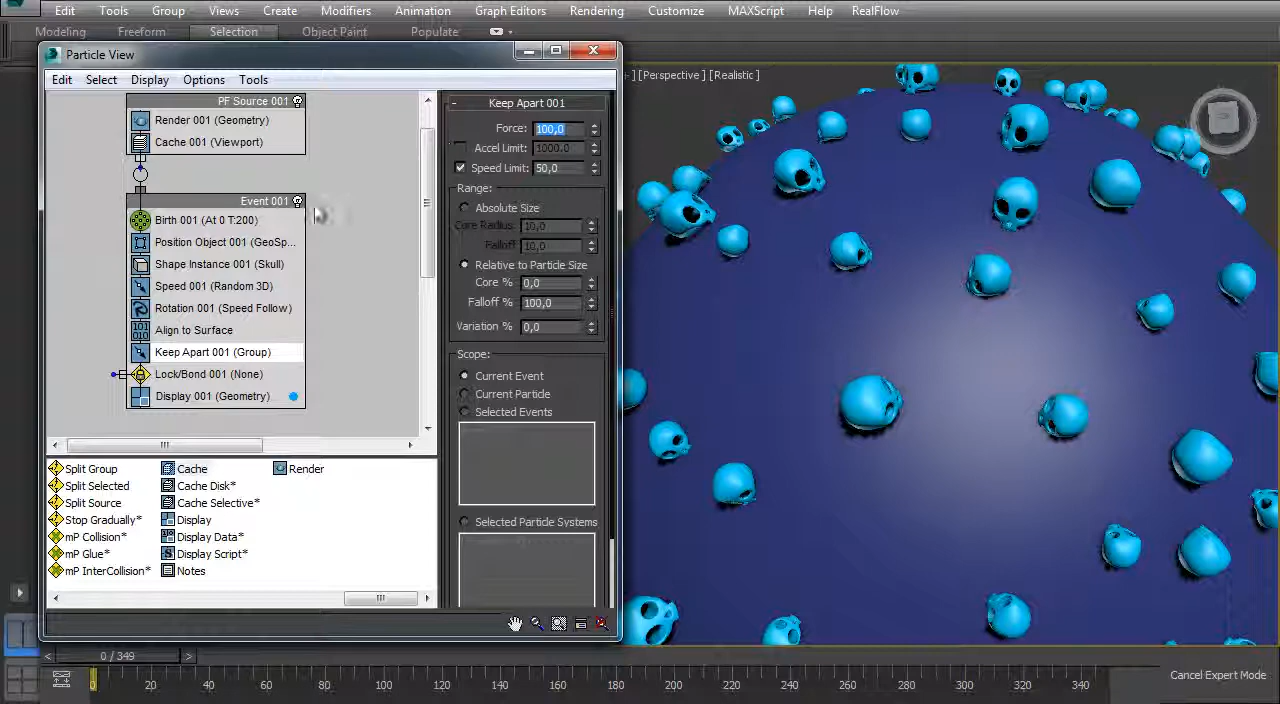 Edit Tools Group Views Create Modifiers Animation Graph Editors Rendering Customize MAXScript Help RealFlow
Modeling Freeform Selection Object Paint Populate
Particle View
Edit Select Display Options Tools
PF Source 001
Render 001 (Geometry)
Cache 001 (Viewport)
Event 001
Birth 001 (At 0 T:200)
Position Object 001 (GeoSp...
Shape Instance 001 (Skull)
Speed 001 (Random 3D)
Rotation 001 (Speed Follow)
Align to Surface
Keep Apart 001 (Group)
Lock/Bond 001 (None)
Display 001 (Geometry)
Split Group Cache Render
Split Selected Cache Disk*
Split Source Cache Selective*
Stop Gradually* Display
mP Collision* Display Data*
mP Glue* Display Script*
mP InterCollision* Notes
- Keep Apart 001
Force: 100,0
Accel Limit: 1000.0
Speed Limit: 50,0
Range:
Absolute Size
Core Radius: 10,0
Falloff 10,0
Relative to Particle Size
Core % 0,0
Falloff % 100,0
Variation % 0,0
Scope:
Current Event
Current Particle
Selected Events
Selected Particle Systems
] [Perspective ] [Realistic ]
< 0 / 349 >
0 20 40 60 80 100 120 140 160 180 200 220 240 260 280 300 320 340
Cancel Expert Mode